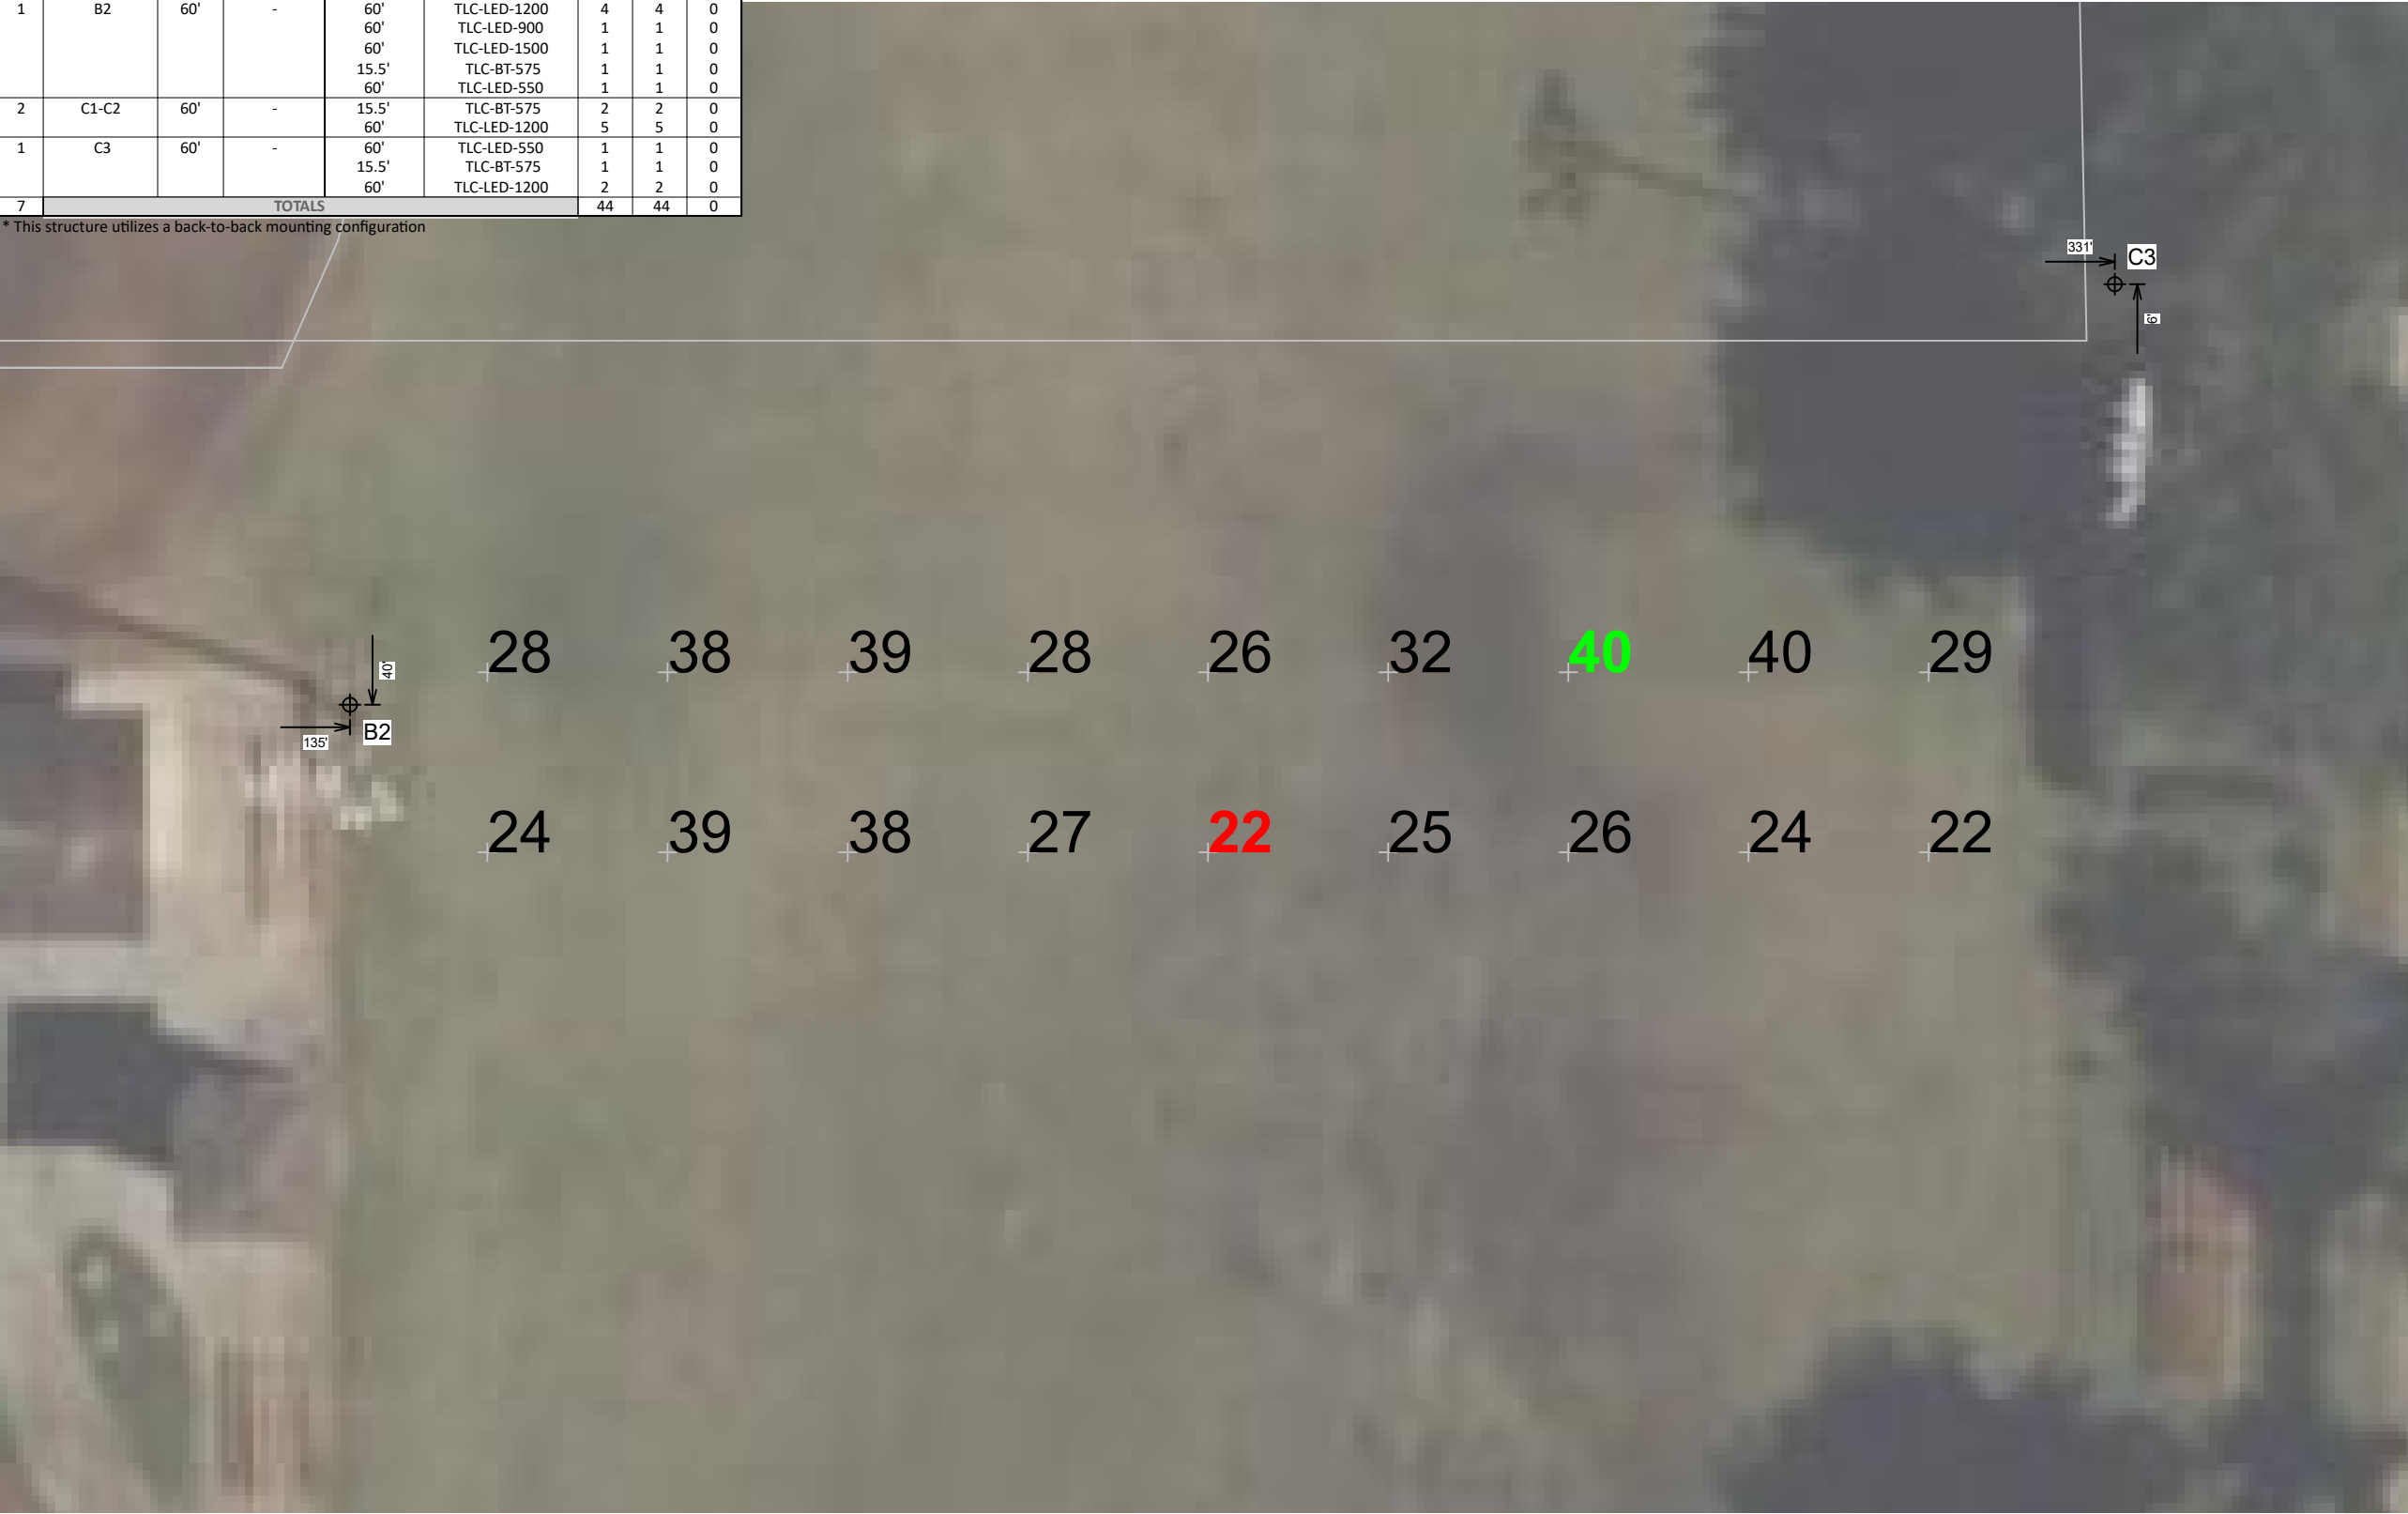 1 B2 60' - 60' TLC-LED-1200 4 4 0
60' TLC-LED-900 1 1 0
60' TLC-LED-1500 1 1 0
15.5' TLC-BT-575 1 1 0
60' TLC-LED-550 1 1 0
2 C1-C2 60' - 15.5' TLC-BT-575 2 2 0
60' TLC-LED-1200 5 5 0
1 C3 60' - 60' TLC-LED-550 1 1 0
15.5' TLC-BT-575 1 1 0
60' TLC-LED-1200 2 2 0
7 TOTALS 44 44 0
* This structure utilizes a back-to-back mounting configuration
331' C3
28 38 39 28 26 32 40 40 29
40'
135' B2
24 39 38 27 22 25 26 24 22